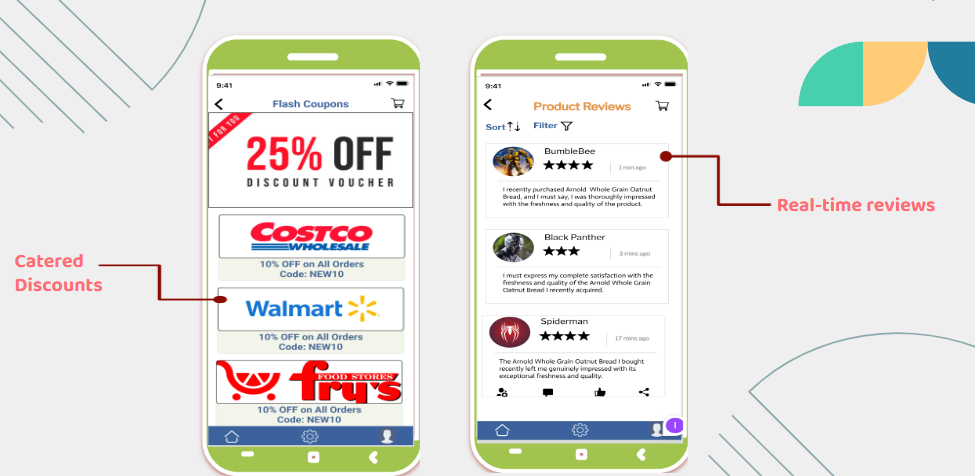 9:41
Flash Coupons
T FOR YOU
25% OFF
DISCOUNT VOUCHER
COSTCO
WHOLESALE
10% OFF on All Orders
Code: NEW10
Walmart
10% OFF on All Orders
Code: NEW10
FOOD STORES
fry's
10% OFF on All Orders
Code: NEW10
Catered
Discounts
9:41
Product Reviews
Sort
Filter
BumbleBee
1 min ago
I recently purchased Arnold Whole Grain Oatnut
Bread, and I must say, I was thoroughly impressed
with the freshness and quality of the product.
Black Panther
3 mins ago
I must express my complete satisfaction with the
freshness and quality of the Arnold Whole Grain
Oatnut Bread I recently acquired.
Spiderman
17 mins ago
The Arnold Whole Grain Oatnut Bread I bought
recently left me genuinely impressed with its
exceptional freshness and quality.
Real-time reviews